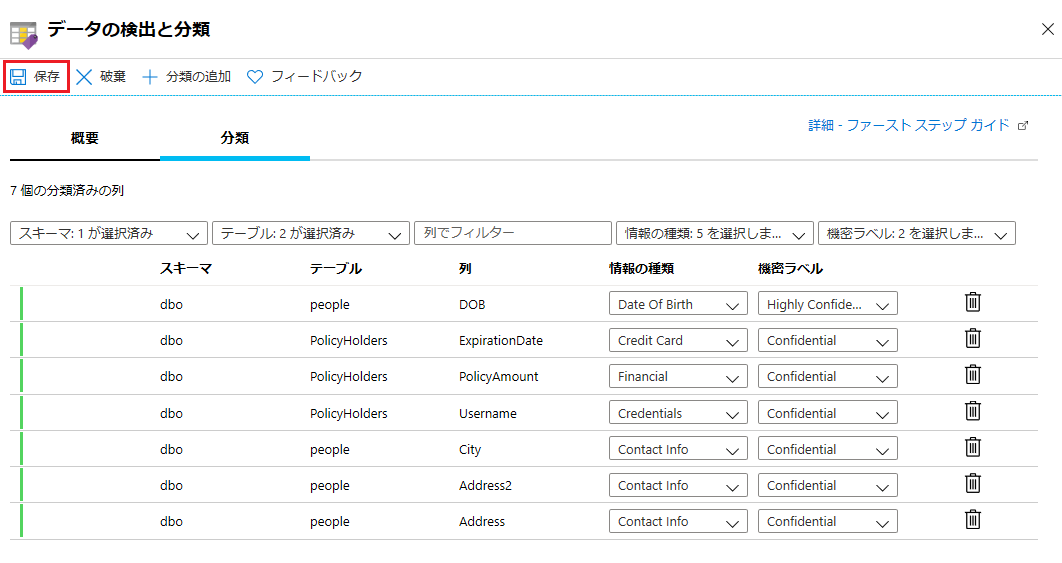 データの検出と分類
保存 破棄 分類の追加 フィードバック
詳細 - ファースト ステップ ガイド
概要 分類
7 個の分類済みの列
スキーマ: 1 が選択済み テーブル: 2 が選択済み 列でフィルター 情報の種類: 5 を選択しま... 機密ラベル: 2 を選択しま...
スキーマ テーブル 列 情報の種類 機密ラベル
dbo people DOB Date Of Birth Highly Confide...
dbo PolicyHolders ExpirationDate Credit Card Confidential
dbo PolicyHolders PolicyAmount Financial Confidential
dbo PolicyHolders Username Credentials Confidential
dbo people City Contact Info Confidential
dbo people Address2 Contact Info Confidential
dbo people Address Contact Info Confidential